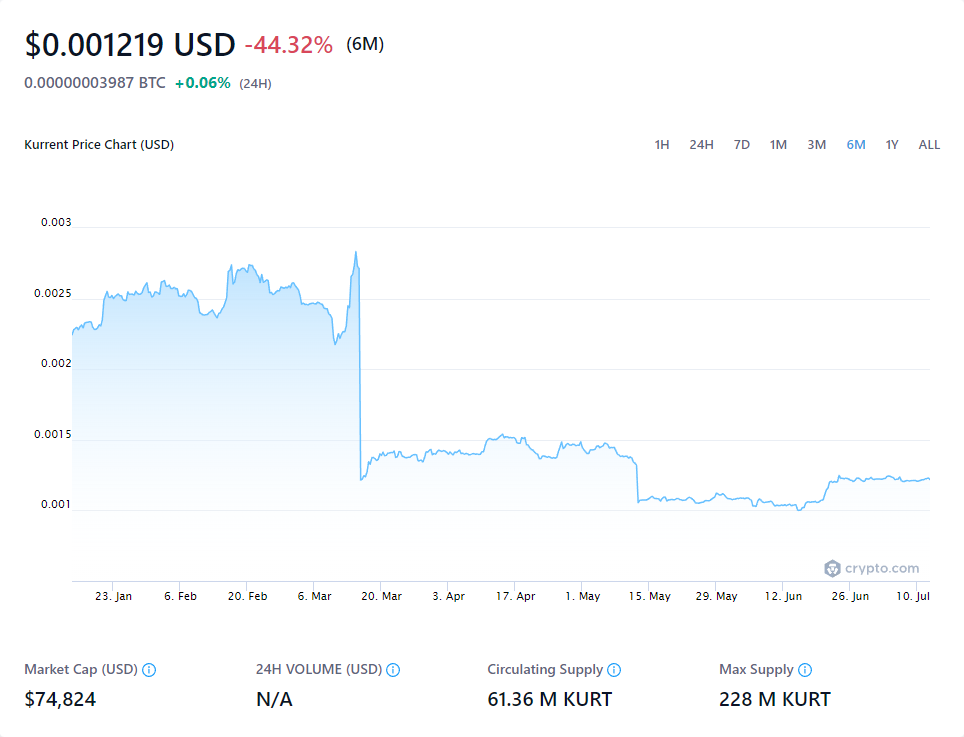 $0.001219 USD -44.32% (6M)
0.00000003987 BTC +0.06% (24H)
Kurrent Price Chart (USD) 1H 24H 7D 1M 3M 6M 1Y ALL
0.003
0.0025
0.002
0.0015
0.001
crypto.com
23. Jan 6. Feb 20. Feb 6. Mar 20. Mar 3. Apr 17. Apr 1. May 15. May 29. May 12. Jun 26. Jun 10. Jul
Market Cap (USD) 24H VOLUME (USD) Circulating Supply Max Supply
$74,824 N/A 61.36 M KURT 228 M KURT